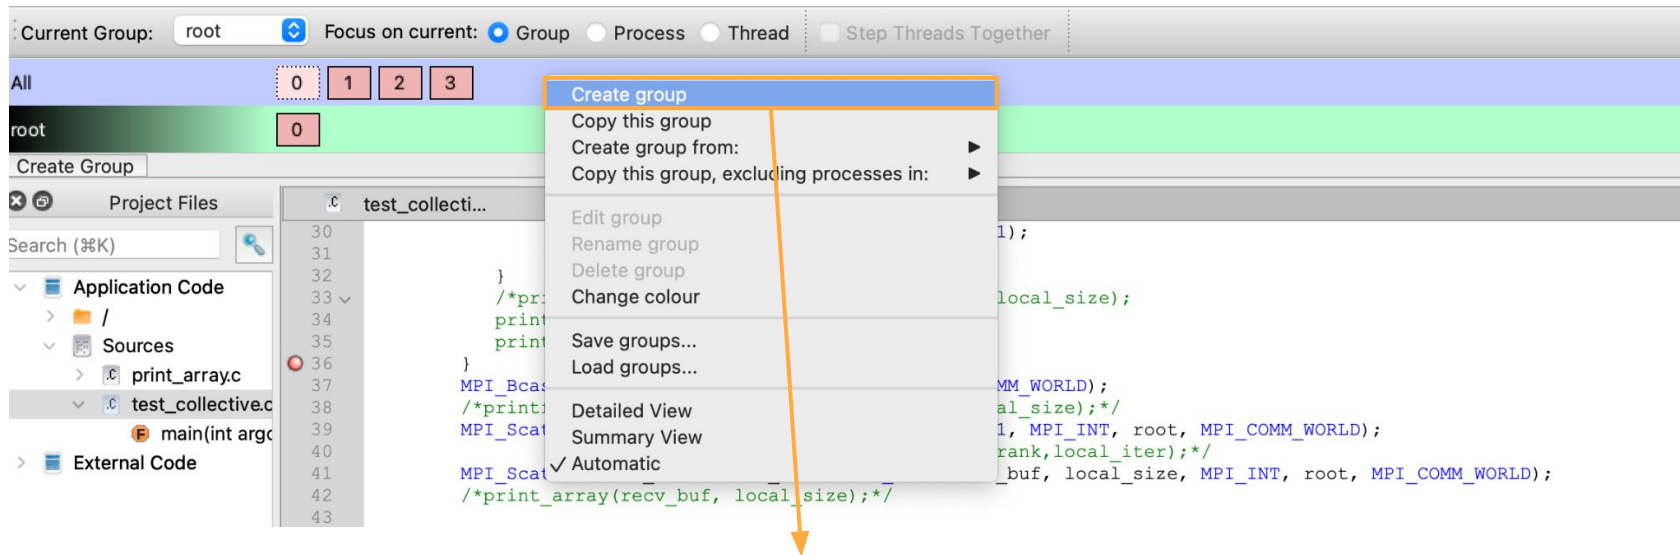 Current Group: root Focus on current: Group Process Thread Step Threads Together
All 0 1 2 3
root 0
Create Group
Create group
Copy this group
Create group from:
Copy this group, excluding processes in:
Edit group
Rename group
Delete group
Change colour
Save groups...
Load groups...
Detailed View
Summary View
✓ Automatic
Project Files
Search (⌘K)
Application Code
/
Sources
.C print_array.c
.C test_collective.c
F main(int argc
External Code
.C test_collecti...
30 1);
31
32 }
33 /*pri local_size);
34 print
35 print
36 }
37 MPI_Bcas MM_WORLD);
38 /*print al_size);*/
39 MPI_Scat 1, MPI_INT, root, MPI_COMM_WORLD);
40 rank,local_iter);*/
41 MPI_Scat _buf, local_size, MPI_INT, root, MPI_COMM_WORLD);
42 /*print_array(recv_buf, local_size);*/
43